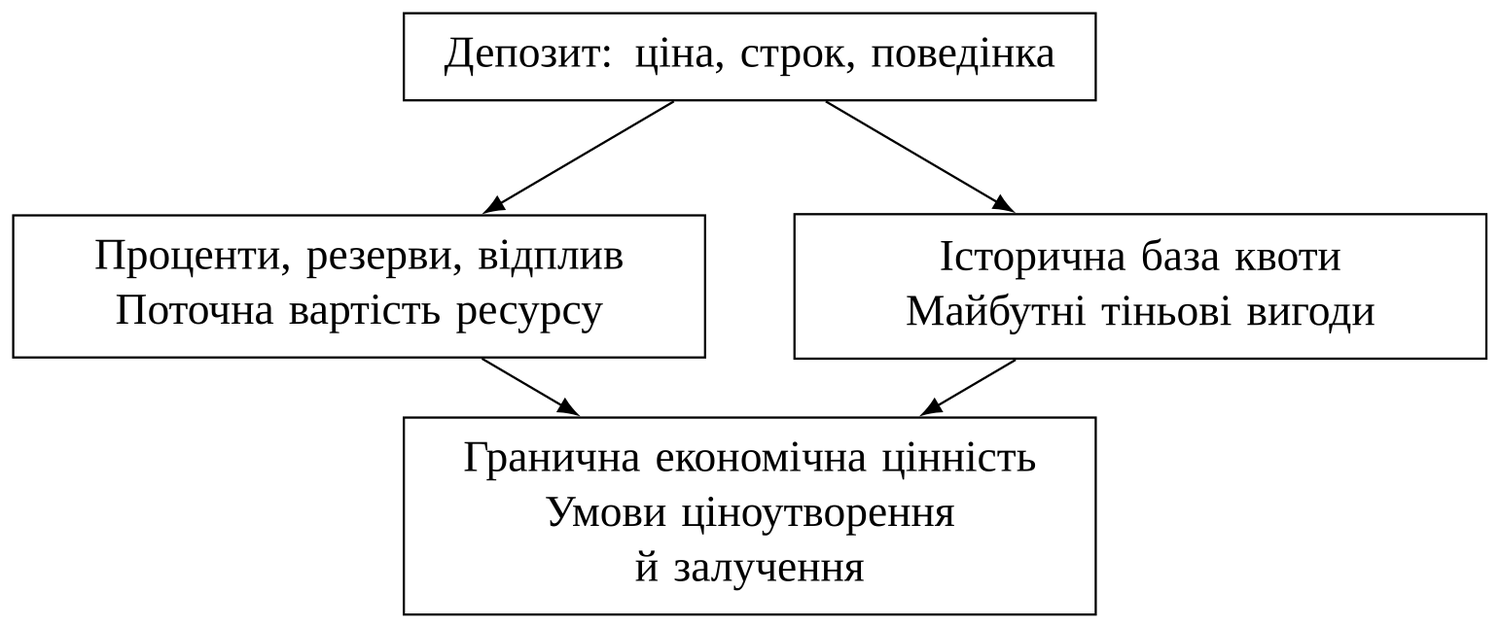 Депозит: ціна, строк, поведінка
Проценти, резерви, відплив
Поточна вартість ресурсу
Історична база квоти
Майбутні тіньові вигоди
Гранична економічна цінність
Умови ціноутворення
й залучення